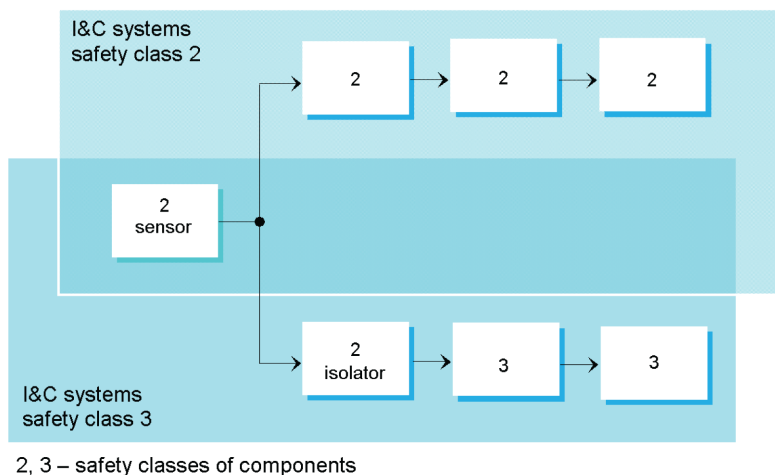 I&C systems
safety class 2
2
2
2
2
sensor
2
isolator
3
3
I&C systems
safety class 3
2, 3 – safety classes of components